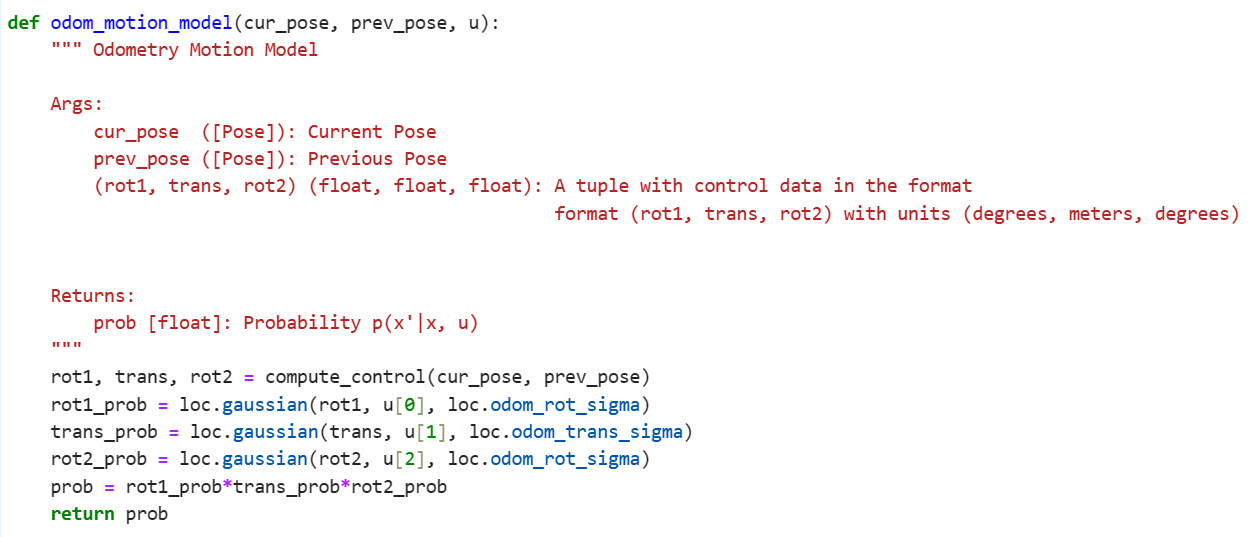 def odom_motion_model(cur_pose, prev_pose, u):
    """ Odometry Motion Model

    Args:
        cur_pose  ([Pose]): Current Pose
        prev_pose ([Pose]): Previous Pose
        (rot1, trans, rot2) (float, float, float): A tuple with control data in the format
                                                   format (rot1, trans, rot2) with units (degrees, meters, degrees)


    Returns:
        prob [float]: Probability p(x'|x, u)
    """
    rot1, trans, rot2 = compute_control(cur_pose, prev_pose)
    rot1_prob = loc.gaussian(rot1, u[0], loc.odom_rot_sigma)
    trans_prob = loc.gaussian(trans, u[1], loc.odom_trans_sigma)
    rot2_prob = loc.gaussian(rot2, u[2], loc.odom_rot_sigma)
    prob = rot1_prob*trans_prob*rot2_prob
    return prob